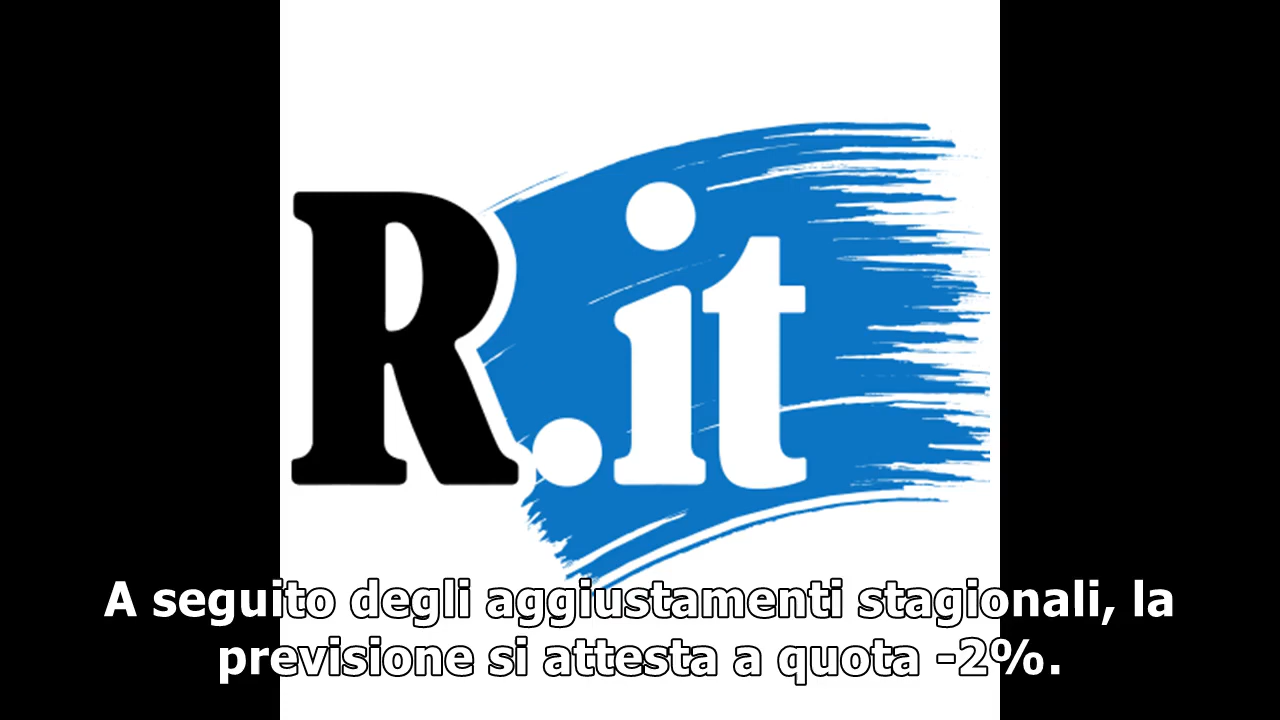 R.it
A seguito degli aggiustamenti stagionali, la
previsione si attesta a quota -2%.